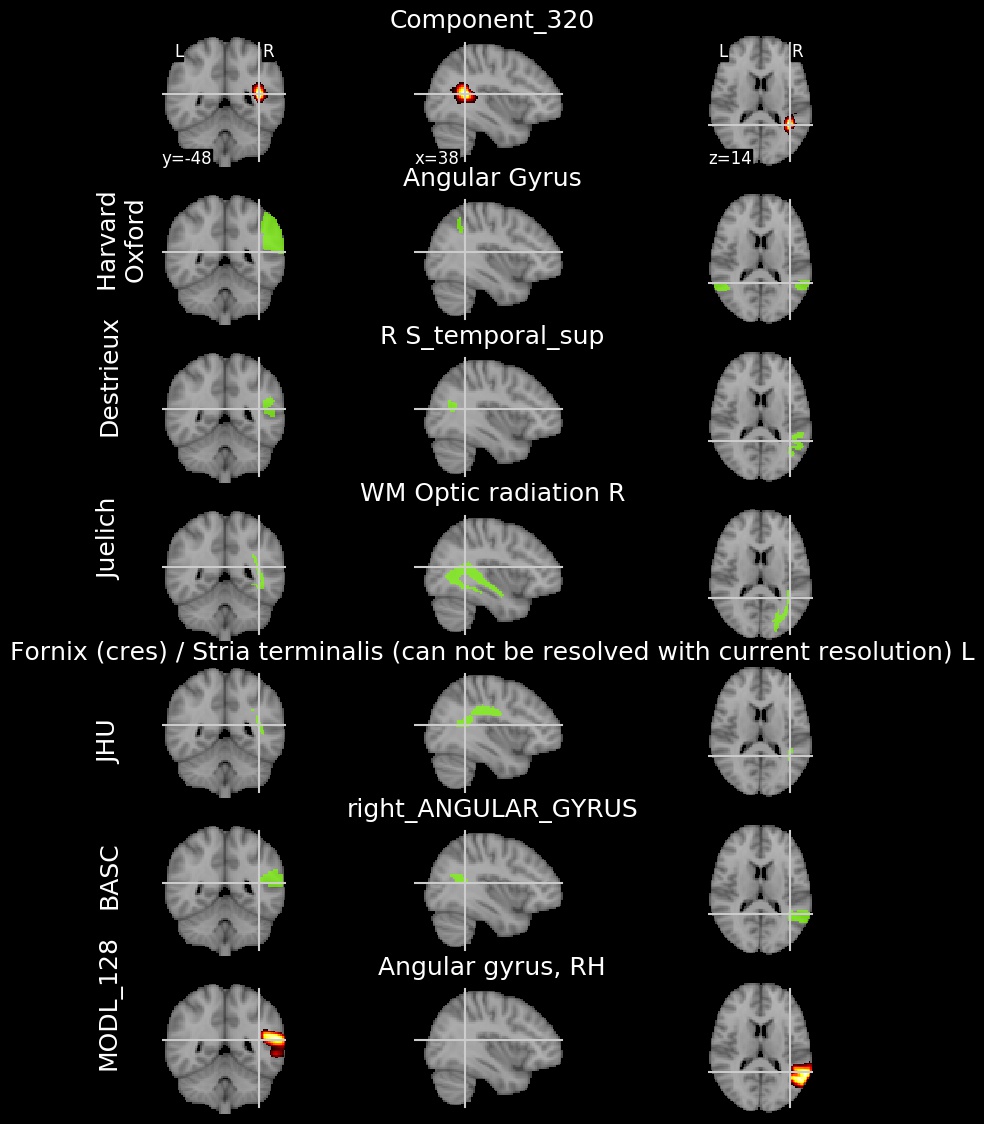 Component_320
L R
L R
y=-48
x=38
z=14
Angular Gyrus
Harvard
Oxford
R S_temporal_sup
Destrieux
WM Optic radiation R
Juelich
Fornix (cres) / Stria terminalis (can not be resolved with current resolution) L
JHU
right_ANGULAR_GYRUS
BASC
Angular gyrus, RH
MODL_128